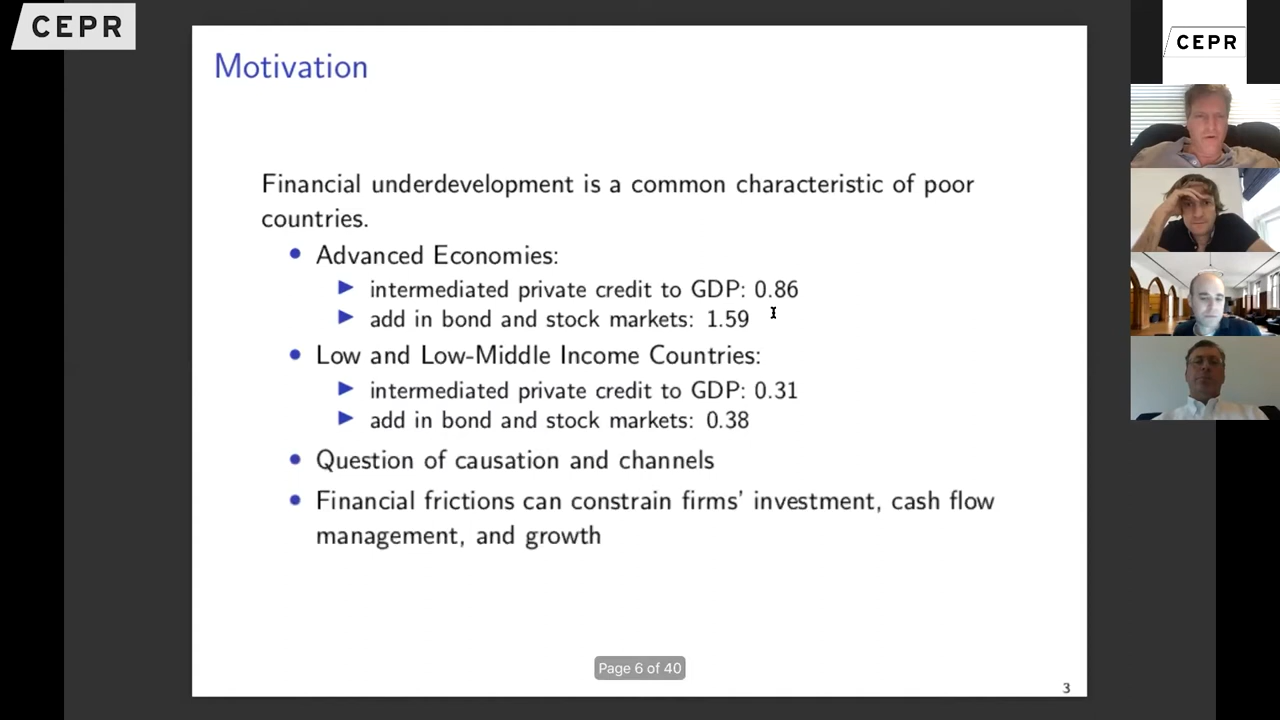 CEPR
CEPR
Motivation
Financial underdevelopment is a common characteristic of poor
countries.
Advanced Economies:
intermediated private credit to GDP: 0.86
add in bond and stock markets: 1.59
Low and Low-Middle Income Countries:
intermediated private credit to GDP: 0.31
add in bond and stock markets: 0.38
Question of causation and channels
Financial frictions can constrain firms' investment, cash flow
management, and growth
Page 6 of 40
3